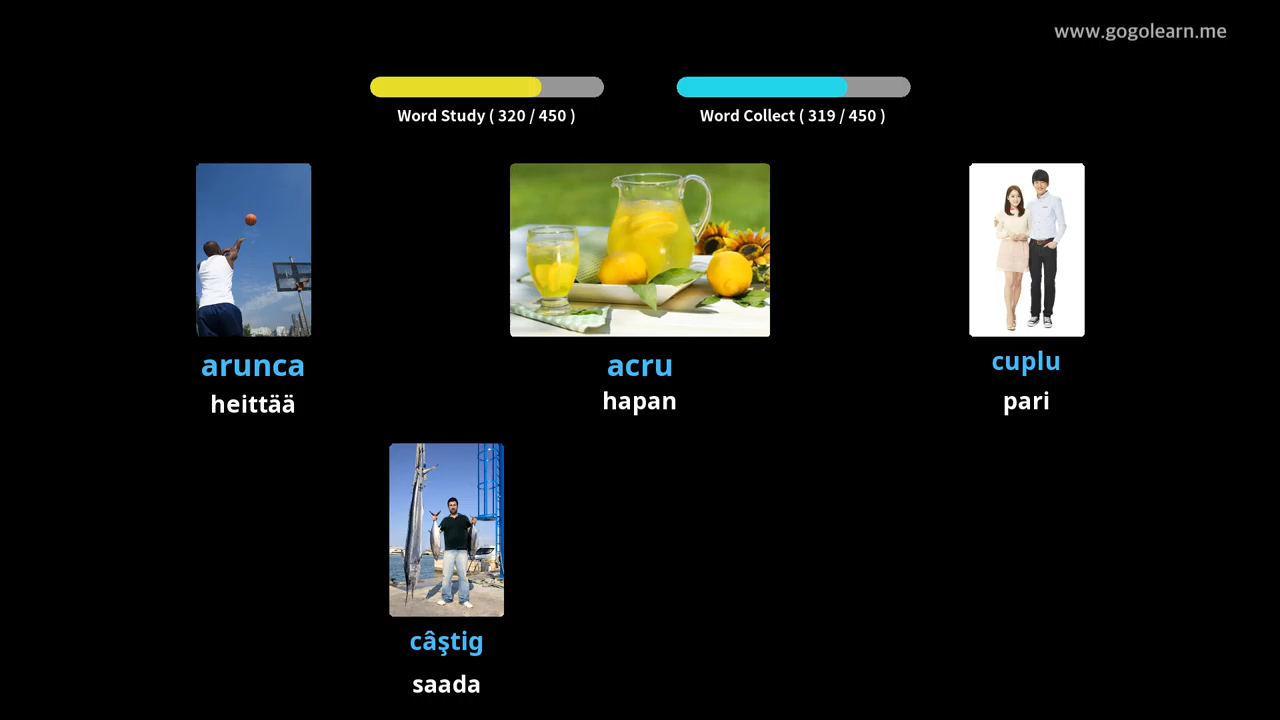 www.gogolearn.me
Word Study ( 320 / 450 )
Word Collect ( 319 / 450 )
arunca
heittää
acru
hapan
cuplu
pari
câştig
saada